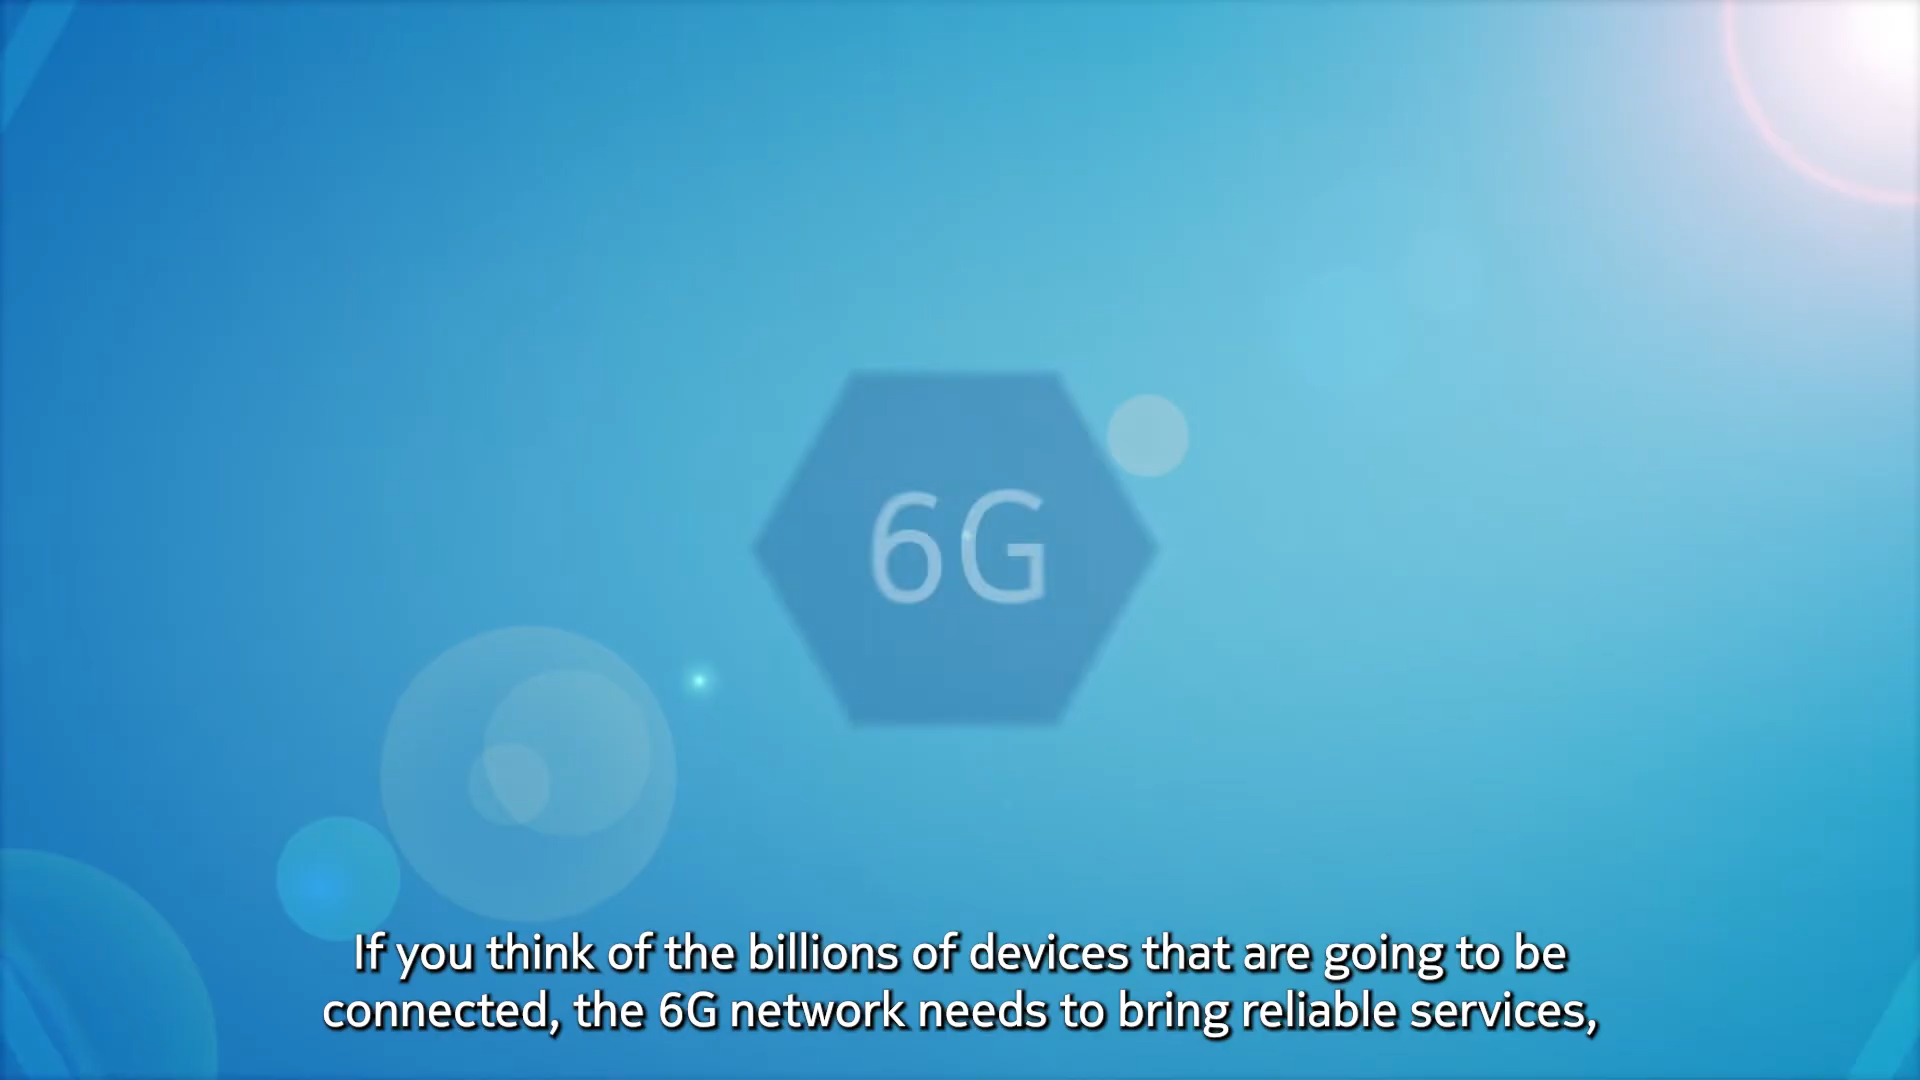 6G
If you think of the billions of devices that are going to be
connected, the 6G network needs to bring reliable services,